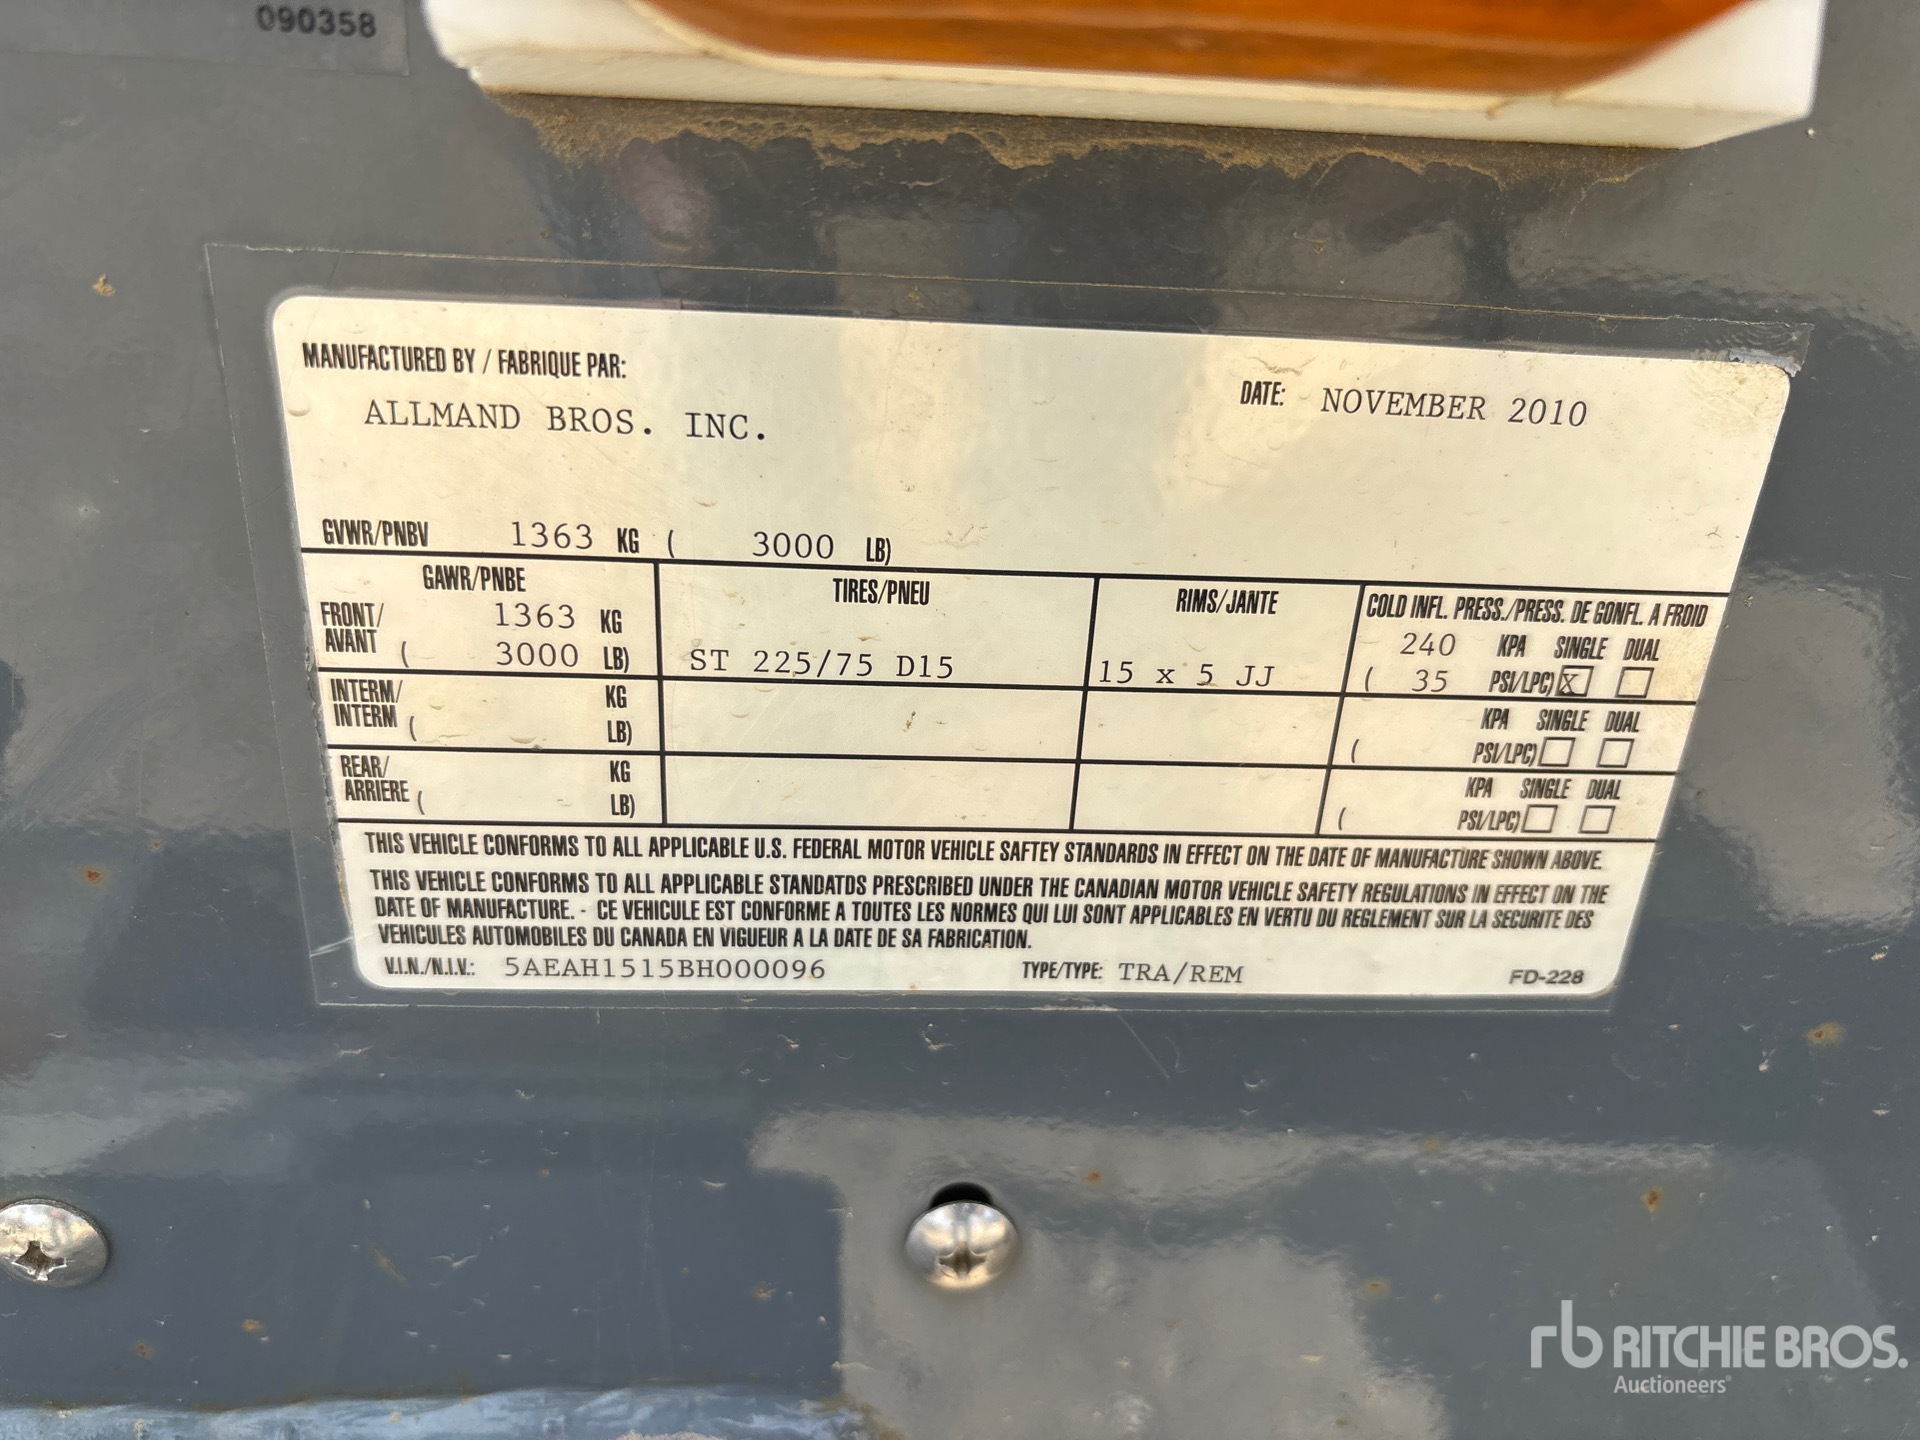 090358
MANUFACTURED BY / FABRIQUE PAR:
ALLMAND BROS. INC.
DATE: NOVEMBER 2010
GVWR/PNBV 1363 KG ( 3000 LB)
GAWR/PNBE TIRES/PNEU RIMS/JANTE COLD INFL. PRESS./PRESS. DE GONFL. A FROID
FRONT/ 1363 KG 240 KPA SINGLE DUAL
AVANT ( 3000 LB) ST 225/75 D15 15 x 5 JJ ( 35 PSI/LPC) X
INTERM/ KG KPA SINGLE DUAL
INTERM ( LB) ( PSI/LPC)
REAR/ KG KPA SINGLE DUAL
ARRIERE ( LB) ( PSI/LPC)
THIS VEHICLE CONFORMS TO ALL APPLICABLE U.S. FEDERAL MOTOR VEHICLE SAFTEY STANDARDS IN EFFECT ON THE DATE OF MANUFACTURE SHOWN ABOVE.
THIS VEHICLE CONFORMS TO ALL APPLICABLE STANDATDS PRESCRIBED UNDER THE CANADIAN MOTOR VEHICLE SAFETY REGULATIONS IN EFFECT ON THE
DATE OF MANUFACTURE. - CE VEHICULE EST CONFORME A TOUTES LES NORMES QUI LUI SONT APPLICABLES EN VERTU DU REGLEMENT SUR LA SECURITE DES
VEHICULES AUTOMOBILES DU CANADA EN VIGUEUR A LA DATE DE SA FABRICATION.
V.I.N./N.I.V.: 5AEAH1515BH000096 TYPE/TYPE: TRA/REM FD-228
rb RITCHIE BROS.
Auctioneers